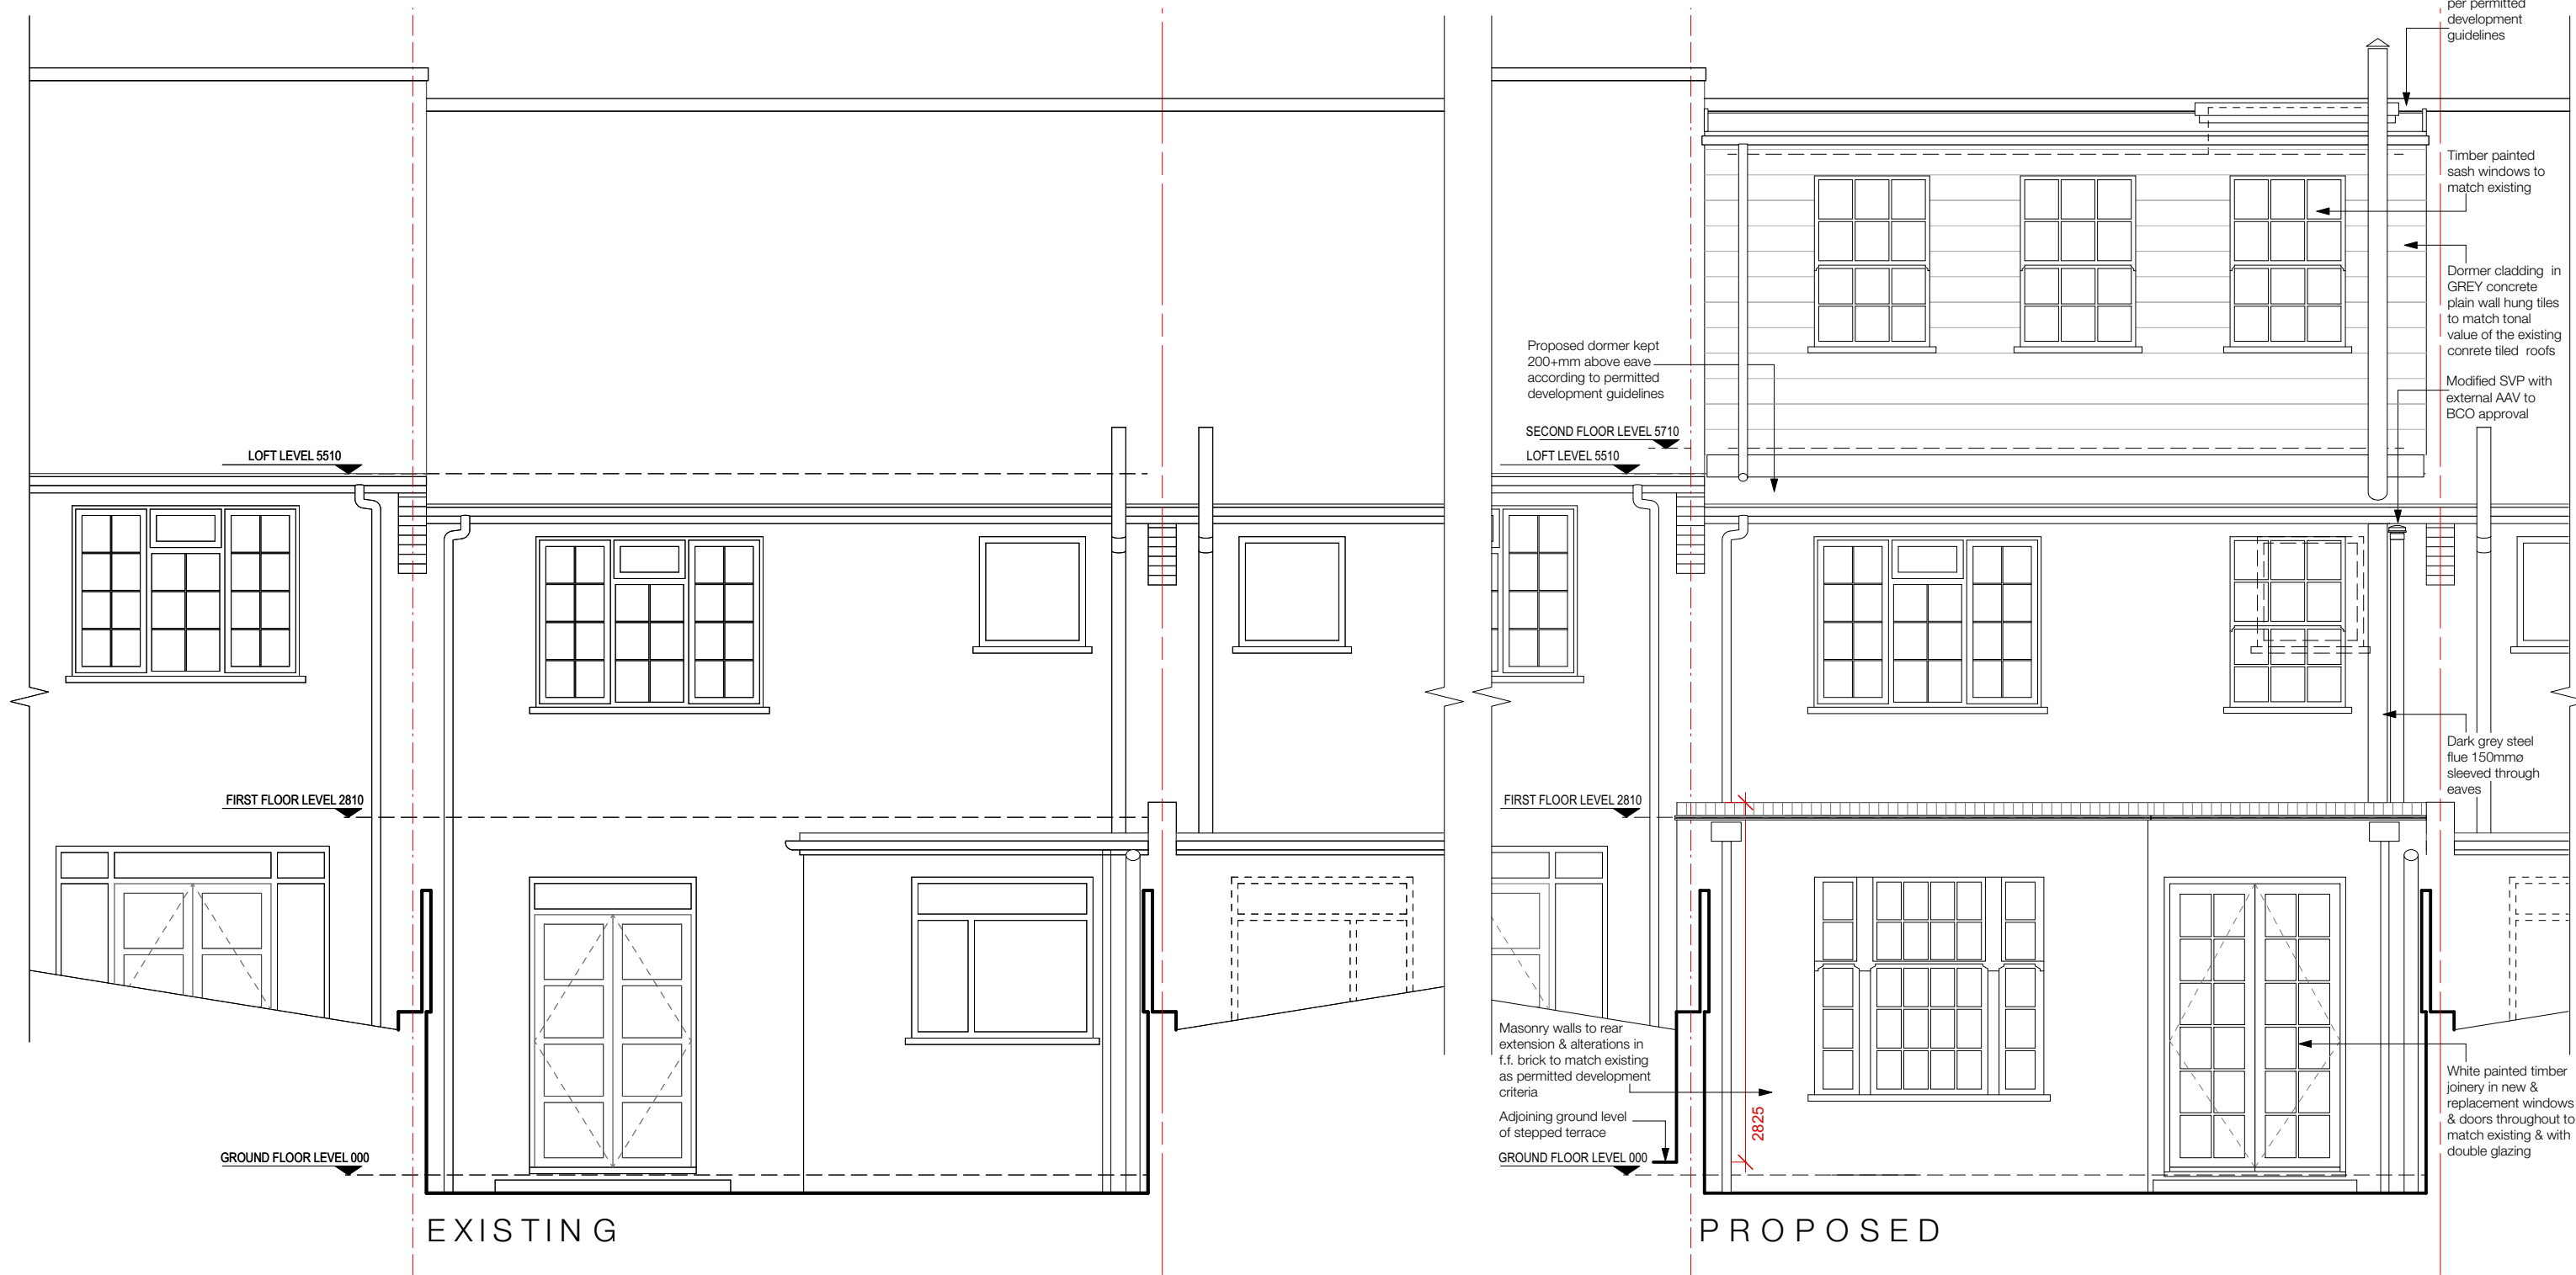 LOFT LEVEL 5510
FIRST FLOOR LEVEL 2810
GROUND FLOOR LEVEL 000
EXISTING
per permitted
development
guidelines
Timber painted
sash windows to
match existing
Dormer cladding in
GREY concrete
plain wall hung tiles
to match tonal
value of the existing
conrete tiled roofs
Modified SVP with
external AAV to
BCO approval
Proposed dormer kept
200+mm above eave
according to permitted
development guidelines
SECOND FLOOR LEVEL 5710
LOFT LEVEL 5510
Dark grey steel
flue 150mmø
sleeved through
eaves
FIRST FLOOR LEVEL 2810
Masonry walls to rear
extension & alterations in
f.f. brick to match existing
as permitted development
criteria
Adjoining ground level
of stepped terrace
2825
GROUND FLOOR LEVEL 000
White painted timber
joinery in new &
replacement windows
& doors throughout to
match existing & with
double glazing
PROPOSED